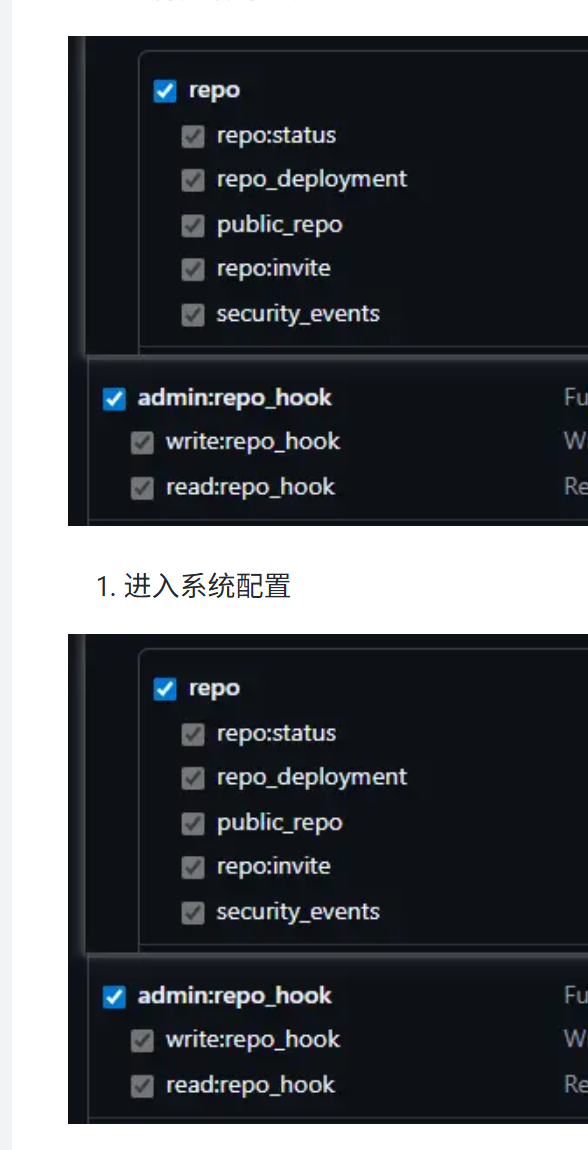 repo
repo:status
repo_deployment
public_repo
repo:invite
security_events
admin:repo_hook
write:repo_hook
read:repo_hook
1. 进入系统配置
repo
repo:status
repo_deployment
public_repo
repo:invite
security_events
admin:repo_hook
write:repo_hook
read:repo_hook